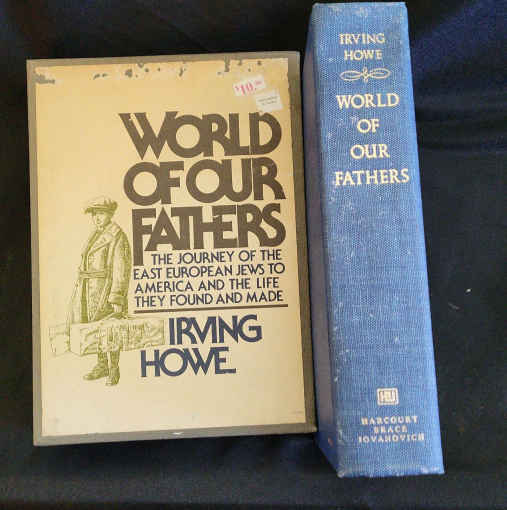 $10.00
WORLD
OF OUR
FATHERS
THE JOURNEY OF THE
EAST EUROPEAN JEWS TO
AMERICA AND THE LIFE
THEY FOUND AND MADE
IRVING
HOWE
IRVING
HOWE
WORLD
OF
OUR
FATHERS
HBJ
HARCOURT
BRACE
JOVANOVICH